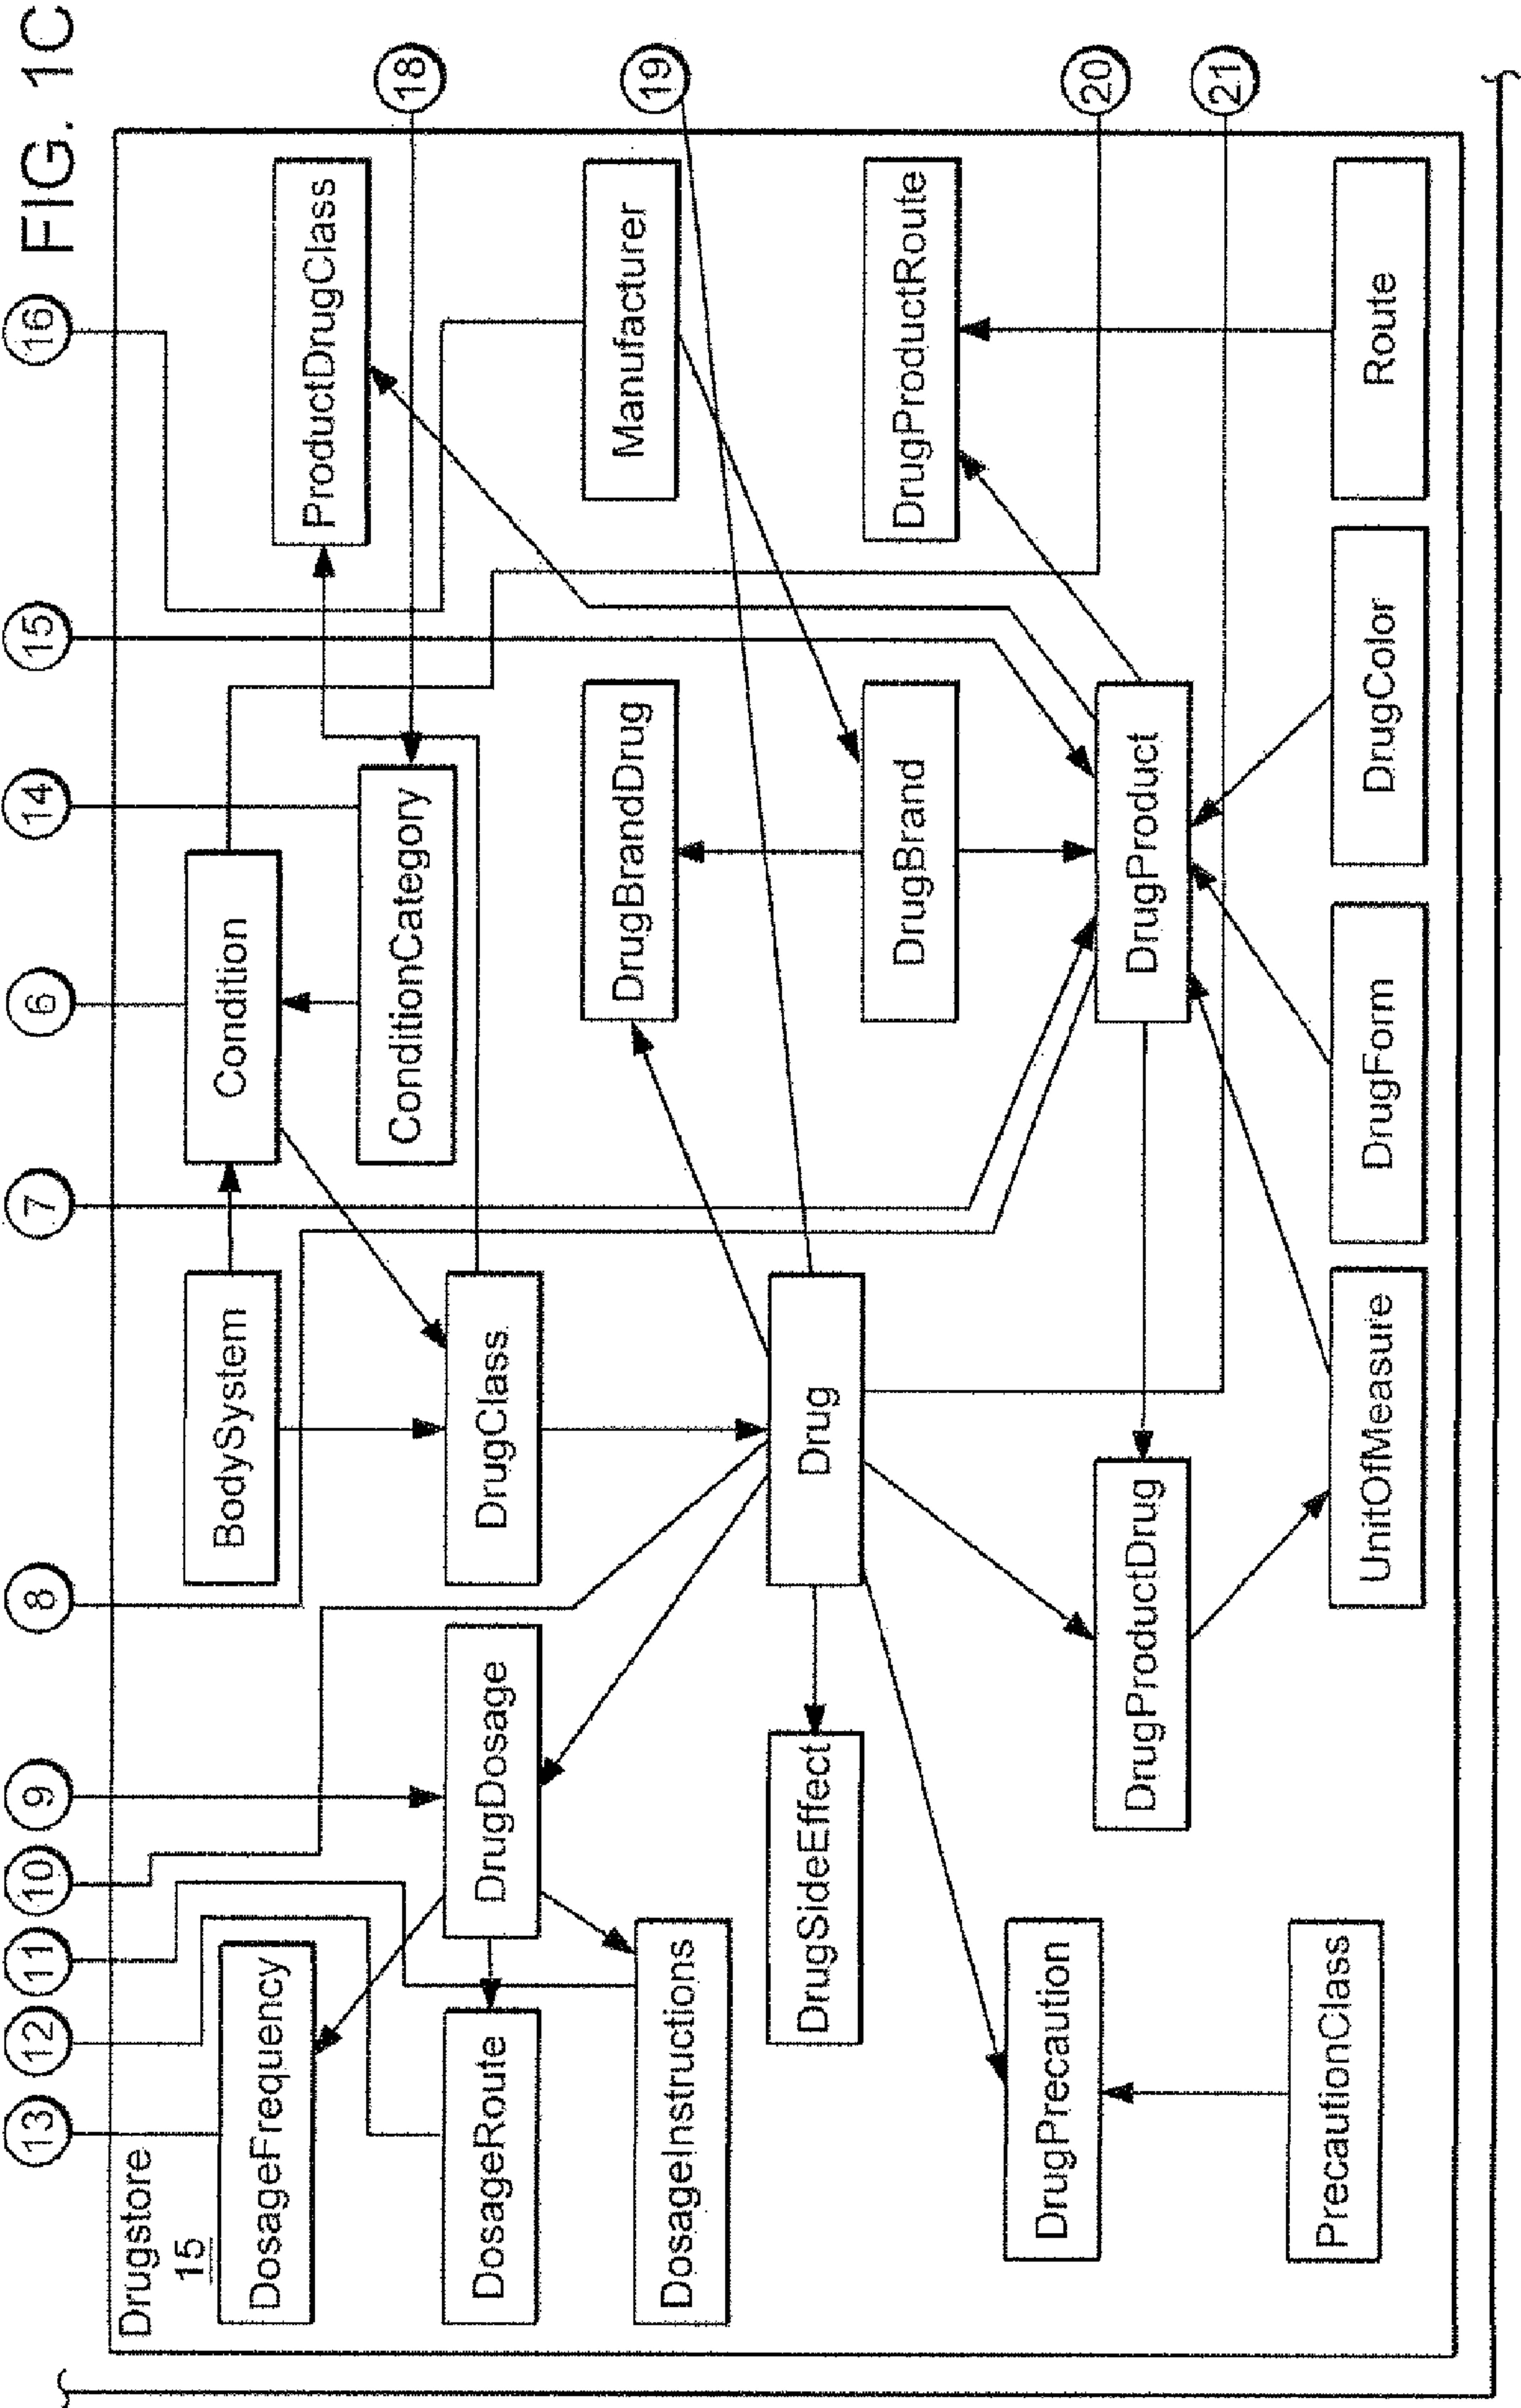 FIG. 1C
13
12
11
10
9
8
7
6
14
15
16
Drugstore
15
DosageFrequency
BodySystem
Condition
ProductDrugClass
18
ConditionCategory
DosageRoute
DrugDosage
DrugClass
DosageInstructions
DrugBrandDrug
Manufacturer
19
DrugSideEffect
Drug
DrugBrand
DrugProductRoute
DrugPrecaution
DrugProductDrug
DrugProduct
20
21
PrecautionClass
UnitOfMeasure
DrugForm
DrugColor
Route